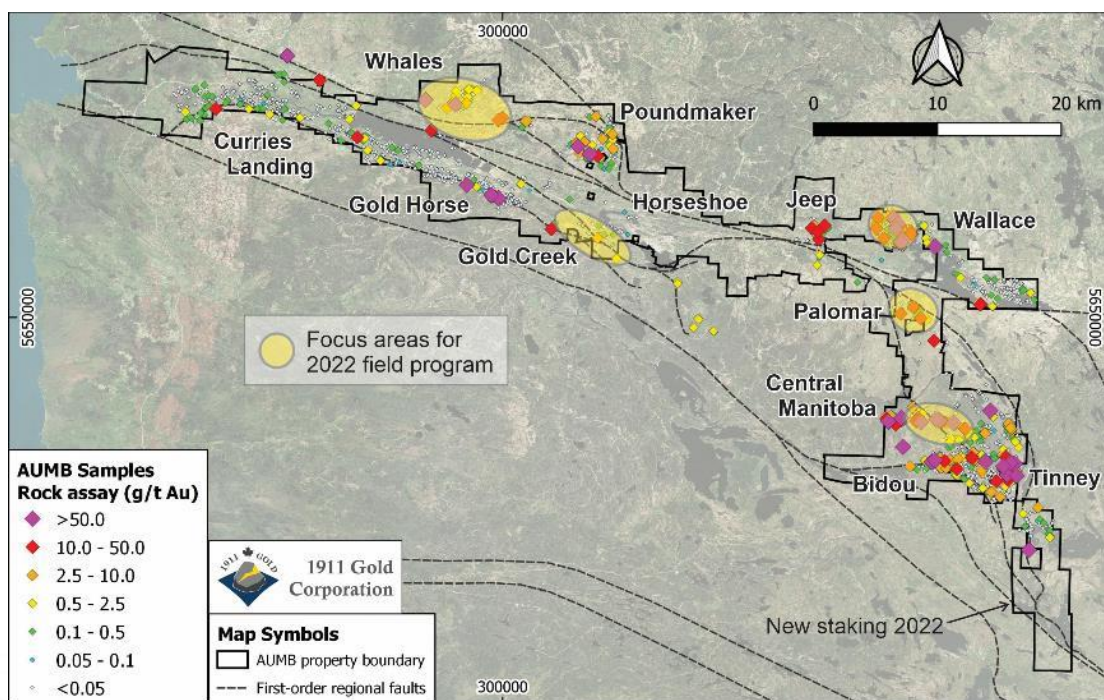 300000
Whales
Poundmaker
0 10 20 km
Curries
Landing
Gold Horse
Horseshoe
Jeep
Wallace
Gold Creek
5650000
Palomar
5650000
Focus areas for
2022 field program
Central
Manitoba
Bidou
Tinney
AUMB Samples
Rock assay (g/t Au)
>50.0
10.0 - 50.0
2.5 - 10.0
0.5 - 2.5
0.1 - 0.5
0.05 - 0.1
<0.05
1911 GOLD
1911 Gold
Corporation
Map Symbols
AUMB property boundary
First-order regional faults
New staking 2022
300000